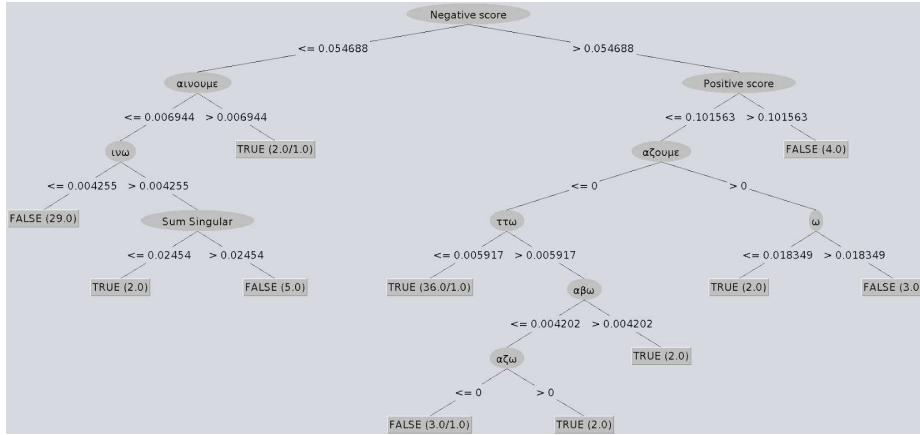 Negative score
<= 0.054688 > 0.054688
αινουμε Positive score
<= 0.006944 > 0.006944 <= 0.101563 > 0.101563
ινω TRUE (2.0/1.0) αζουμε FALSE (4.0)
<= 0.004255 > 0.004255 <= 0 > 0
FALSE (29.0) Sum Singular ττω ω
<= 0.02454 > 0.02454 <= 0.005917 > 0.005917 <= 0.018349 > 0.018349
TRUE (2.0) FALSE (5.0) TRUE (36.0/1.0) αβω TRUE (2.0) FALSE (3.0
<= 0.004202 > 0.004202
αζω TRUE (2.0)
<= 0 > 0
FALSE (3.0/1.0) TRUE (2.0)